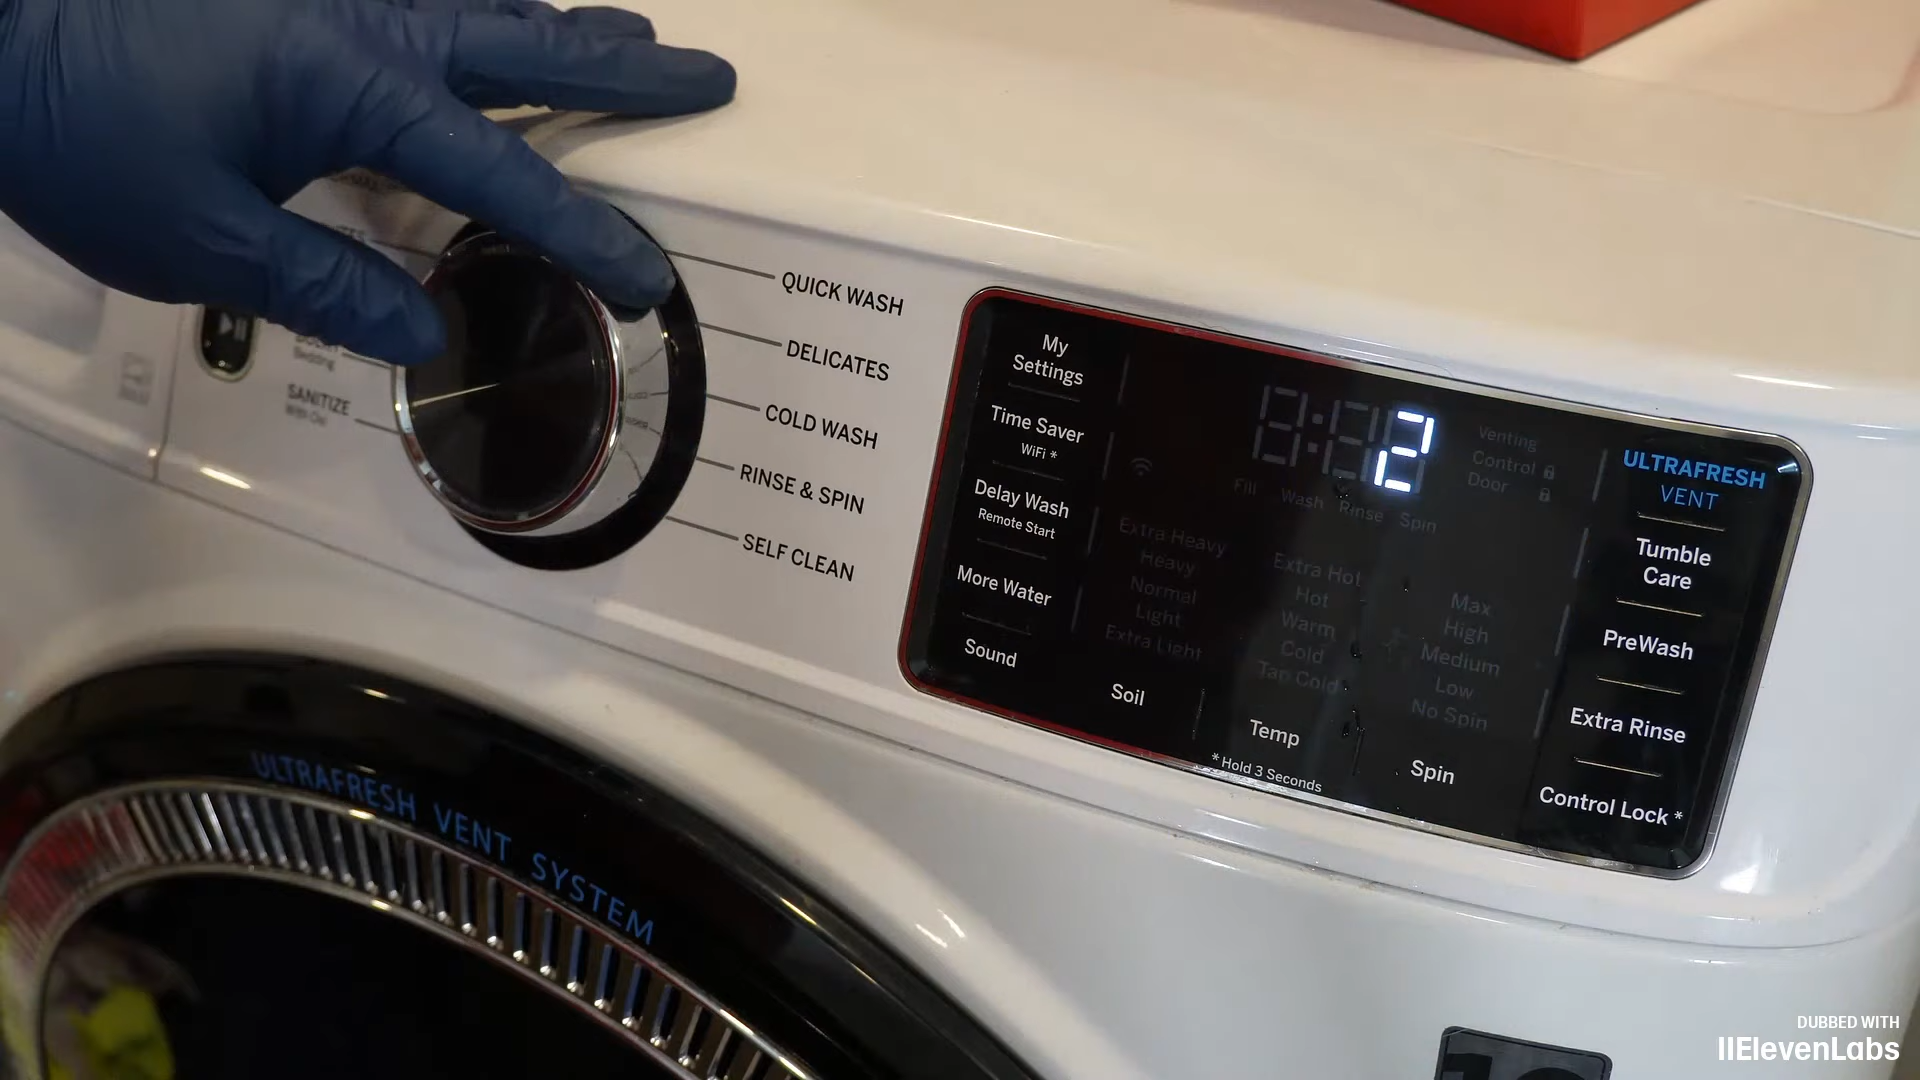 QUICK WASH
DELICATES
COLD WASH
RINSE & SPIN
SELF CLEAN
Bedding
SANITIZE
With Oxi
My
Settings
Time Saver
WiFi *
Delay Wash
Remote Start
More Water
Sound
2
Venting
Control
Door
Fill Wash Rinse Spin
Extra Heavy
Heavy
Normal
Light
Extra Light
Soil
Extra Hot
Hot
Warm
Cold
Tap Cold
Temp
* Hold 3 Seconds
Max
High
Medium
Low
No Spin
Spin
ULTRAFRESH
VENT
Tumble
Care
PreWash
Extra Rinse
Control Lock *
ULTRAFRESH VENT SYSTEM
DUBBED WITH
IIElevenLabs